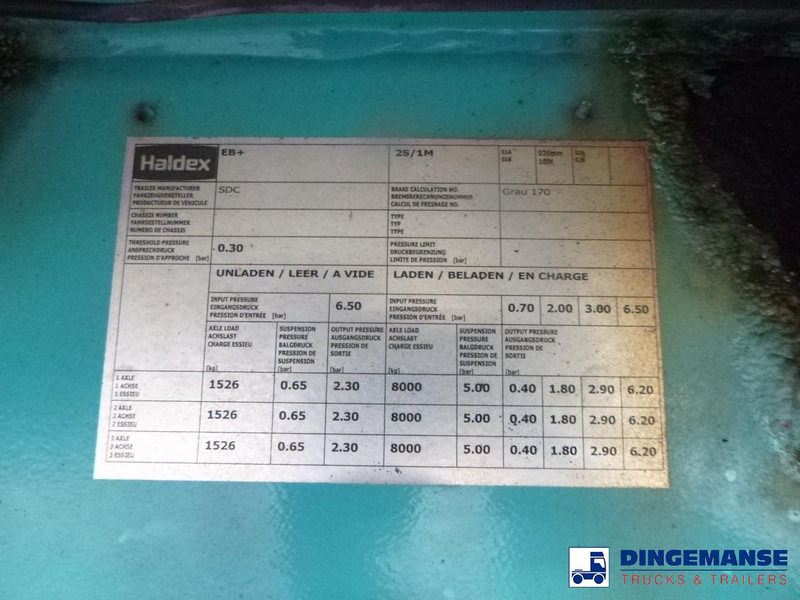 Haldex EB+ 2S/1M 520mm 100t
TRAILER MANUFACTURER
FAHRZEUGHERSTELLER
PRODUCTEUR DE VEHICULE
SDC
BRAKE CALCULATION NO.
BREMSBERECHNUNGSNUMMER
CALCUL DE FREINAGE NO.
Grau 170 -
CHASSIS NUMBER
FAHRGESTELLNUMMER
NUMERO DE CHASSIS
TYPE
TYP
TYPE
THRESHOLD PRESSURE
ANSPRECHDRUCK
PRESSION D'APPROCHE [bar]
0.30
PRESSURE LIMIT
DRUCKBEGRENZUNG
LIMITE DE PRESSION [bar]
-
UNLADEN / LEER / A VIDE LADEN / BELADEN / EN CHARGE
INPUT PRESSURE
EINGANGSDRUCK
PRESSION D'ENTRÉE [bar]
6.50
INPUT PRESSURE
EINGANGSDRUCK
PRESSION D'ENTRÉE [bar]
0.70 2.00 3.00 6.50
AXLE LOAD
ACHSLAST
CHARGE ESSIEU
[kg]
SUSPENSION
PRESSURE
BALGDRUCK
PRESSION DE
SUSPENSION
[bar]
OUTPUT PRESSURE
AUSGANGSDRUCK
PRESSION DE
SORTIE
[bar]
AXLE LOAD
ACHSLAST
CHARGE ESSIEU
[kg]
SUSPENSION
PRESSURE
BALGDRUCK
PRESSION DE
SUSPENSION
[bar]
OUTPUT PRESSURE
AUSGANGSDRUCK
PRESSION DE
SORTIE
[bar]
1 AXLE
1 ACHSE
1 ESSIEU
1526 0.65 2.30 8000 5.00 0.40 1.80 2.90 6.20
2 AXLE
2 ACHSE
2 ESSIEU
1526 0.65 2.30 8000 5.00 0.40 1.80 2.90 6.20
3 AXLE
3 ACHSE
3 ESSIEU
1526 0.65 2.30 8000 5.00 0.40 1.80 2.90 6.20
DINGEMANSE
TRUCKS & TRAILERS